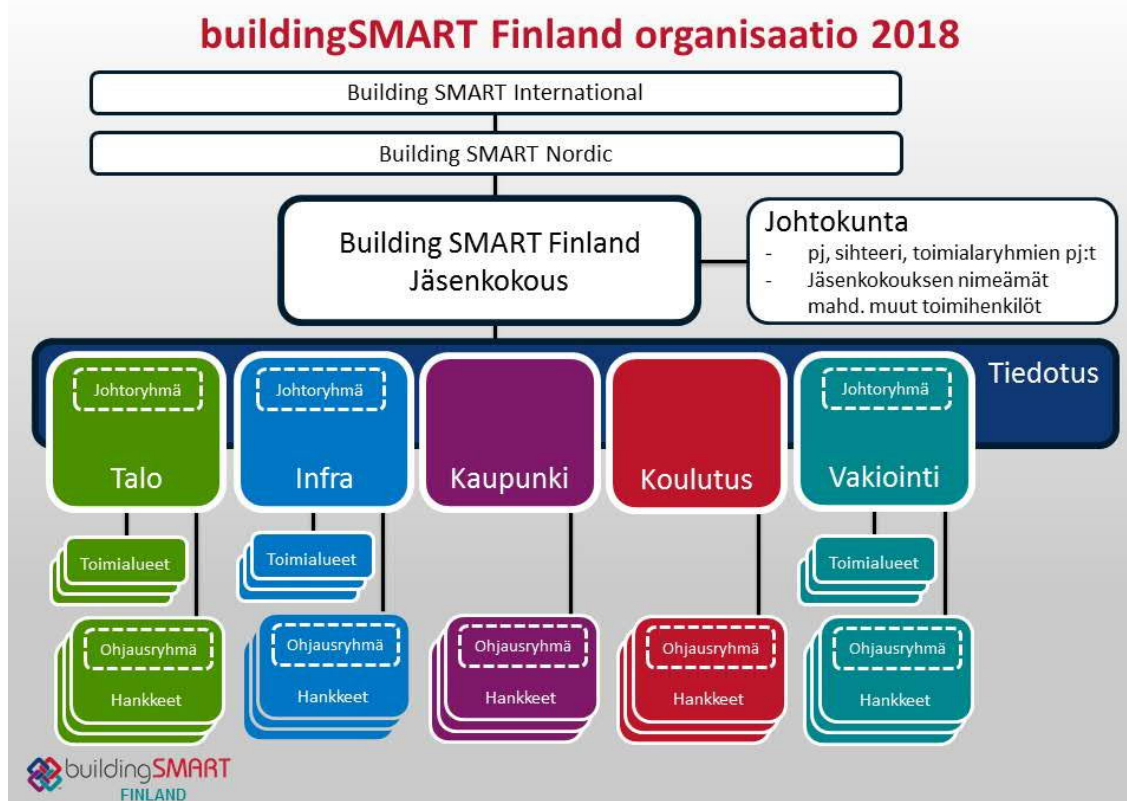 buildingSMART Finland organisaatio 2018
Building SMART International
Building SMART Nordic
Building SMART Finland
Jäsenkokous
Johtokunta
- pj, sihteeri, toimialaryhmien pj:t
- Jäsenkokouksen nimeämät
mahd. muut toimihenkilöt
Tiedotus
Johtoryhmä
Talo
Johtoryhmä
Infra
Kaupunki
Koulutus
Johtoryhmä
Vakiointi
Toimialueet
Toimialueet
Toimialueet
Ohjausryhmä
Hankkeet
Ohjausryhmä
Hankkeet
Ohjausryhmä
Hankkeet
Ohjausryhmä
Hankkeet
Ohjausryhmä
Hankkeet
buildingSMART
FINLAND